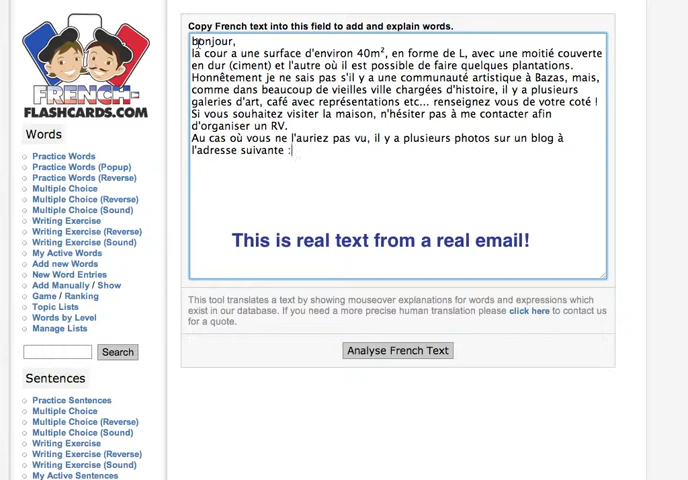 FRENCH-
FLASHCARDS.COM
Words
Practice Words
Practice Words (Popup)
Practice Words (Reverse)
Multiple Choice
Multiple Choice (Reverse)
Multiple Choice (Sound)
Writing Exercise
Writing Exercise (Reverse)
Writing Exercise (Sound)
My Active Words
Add new Words
New Word Entries
Add Manually / Show
Game / Ranking
Topic Lists
Words by Level
Manage Lists
Search
Sentences
Practice Sentences
Multiple Choice
Multiple Choice (Reverse)
Multiple Choice (Sound)
Writing Exercise
Writing Exercise (Reverse)
Writing Exercise (Sound)
My Active Sentences
Copy French text into this field to add and explain words.
bonjour,
la cour a une surface d'environ 40m², en forme de L, avec une moitié couverte
en dur (ciment) et l'autre où il est possible de faire quelques plantations.
Honnêtement je ne sais pas s'il y a une communauté artistique à Bazas, mais,
comme dans beaucoup de vieilles ville chargées d'histoire, il y a plusieurs
galeries d'art, café avec représentations etc... renseignez vous de votre coté !
Si vous souhaitez visiter la maison, n'hésiter pas à me contacter afin
d'organiser un RV.
Au cas où vous ne l'auriez pas vu, il y a plusieurs photos sur un blog à
l'adresse suivante :
This is real text from a real email!
This tool translates a text by showing mouseover explanations for words and expressions which
exist in our database. If you need a more precise human translation please click here to contact us
for a quote.
Analyse French Text